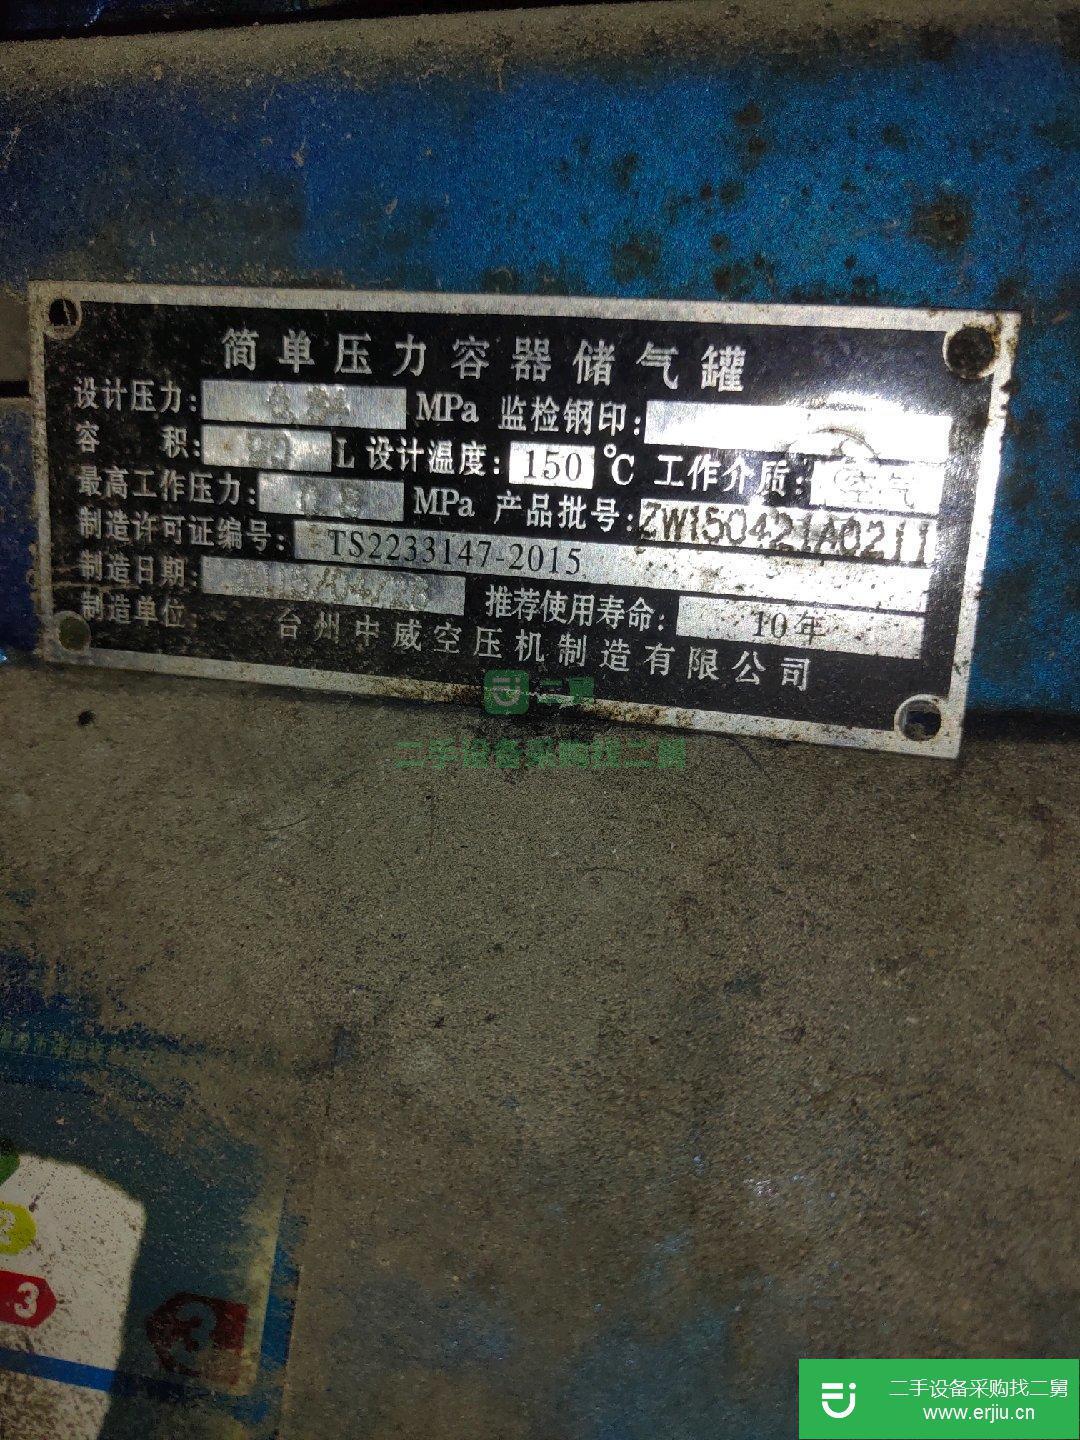 简单压力容器储气罐
设计压力: MPa 监检钢印:
容 积: L 设计温度: 150 ℃ 工作介质: 空气
最高工作压力: MPa 产品批号: ZW150421A0211
制造许可证编号: TS2233147-2015
制造日期: 推荐使用寿命: 10年
制造单位: 台州中威空压机制造有限公司
二舅
二手设备采购找二舅
3
3
二手设备采购找二舅
www.erjiu.cn